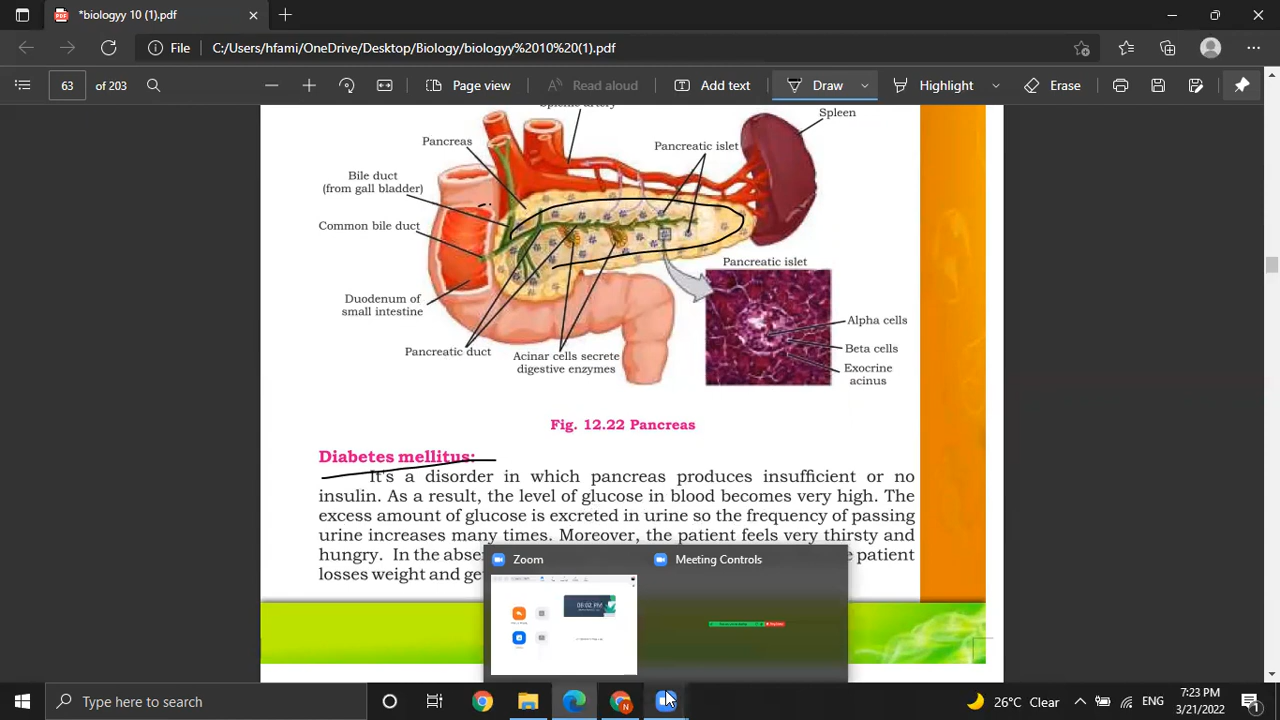 *biology 10 (1).pdf
File
C:/Users/hfami/OneDrive/Desktop/Biology/biologyy%2010%20(1).pdf
63 of 203
Page view
Read aloud
Add text
Draw
Highlight
Erase
Splenic artery
Spleen
Pancreas
Pancreatic islet
Bile duct
(from gall bladder)
Common bile duct
Pancreatic islet
Duodenum of
small intestine
Alpha cells
Pancreatic duct
Acinar cells secrete
digestive enzymes
Beta cells
Exocrine
acinus
Fig. 12.22 Pancreas
Diabetes mellitus:
It's a disorder in which pancreas produces insufficient or no
insulin. As a result, the level of glucose in blood becomes very high. The
excess amount of glucose is excreted in urine so the frequency of passing
urine increases many times. Moreover, the patient feels very thirsty and
hungry. In the abse e patient
losses weight and ge
Zoom
Meeting Controls
06:02 PM
Type here to search
26°C Clear
ENG
7:23 PM
3/21/2022